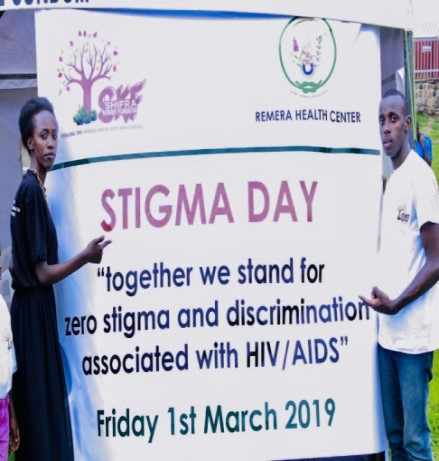 SHIFRA
REMERA HEALTH CENTER
STIGMA DAY
“together we stand for
zero stigma and discrimination
associated with HIV/AIDS”
Friday 1st March 2019